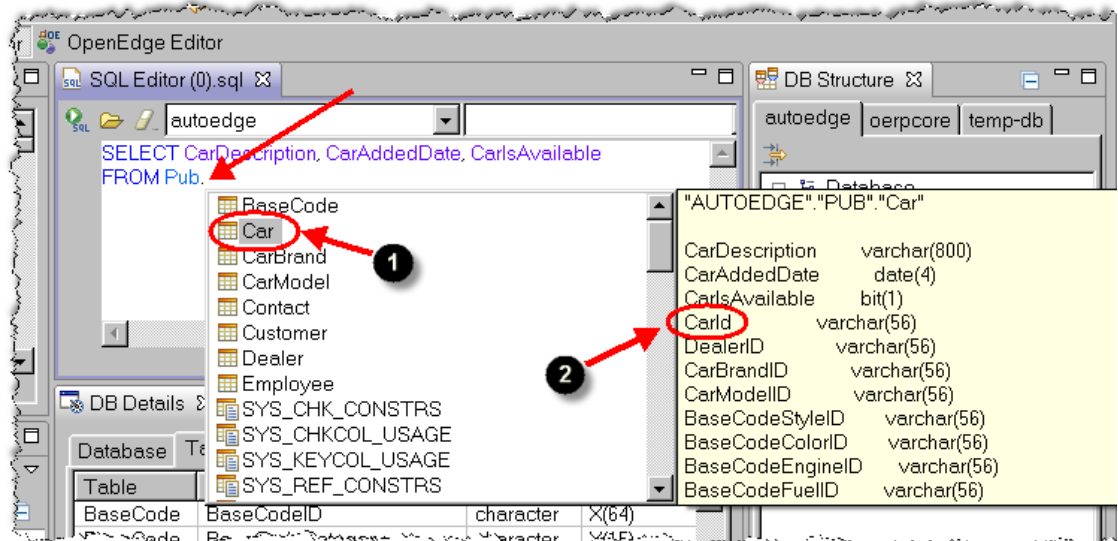 OpenEdge Editor
SQL Editor (0).sql
DB Structure
SQL
autoedge
autoedge oerpcore temp-db
SELECT CarDescription, CarAddedDate, CarIsAvailable
FROM Pub.
Database
BaseCode
Car
CarBrand
CarModel
Contact
Customer
Dealer
Employee
SYS_CHK_CONSTRS
SYS_CHKCOL_USAGE
SYS_KEYCOL_USAGE
SYS_REF_CONSTRS
1
"AUTOEDGE"."PUB"."Car"
CarDescription varchar(800)
CarAddedDate date(4)
CarIsAvailable bit(1)
CarId varchar(56)
DealerID varchar(56)
CarBrandID varchar(56)
CarModelID varchar(56)
BaseCodeStyleID varchar(56)
BaseCodeColorID varchar(56)
BaseCodeEngineID varchar(56)
BaseCodeFuelID varchar(56)
2
DB Details
Database
Table
BaseCode BaseCodeID character X(64)